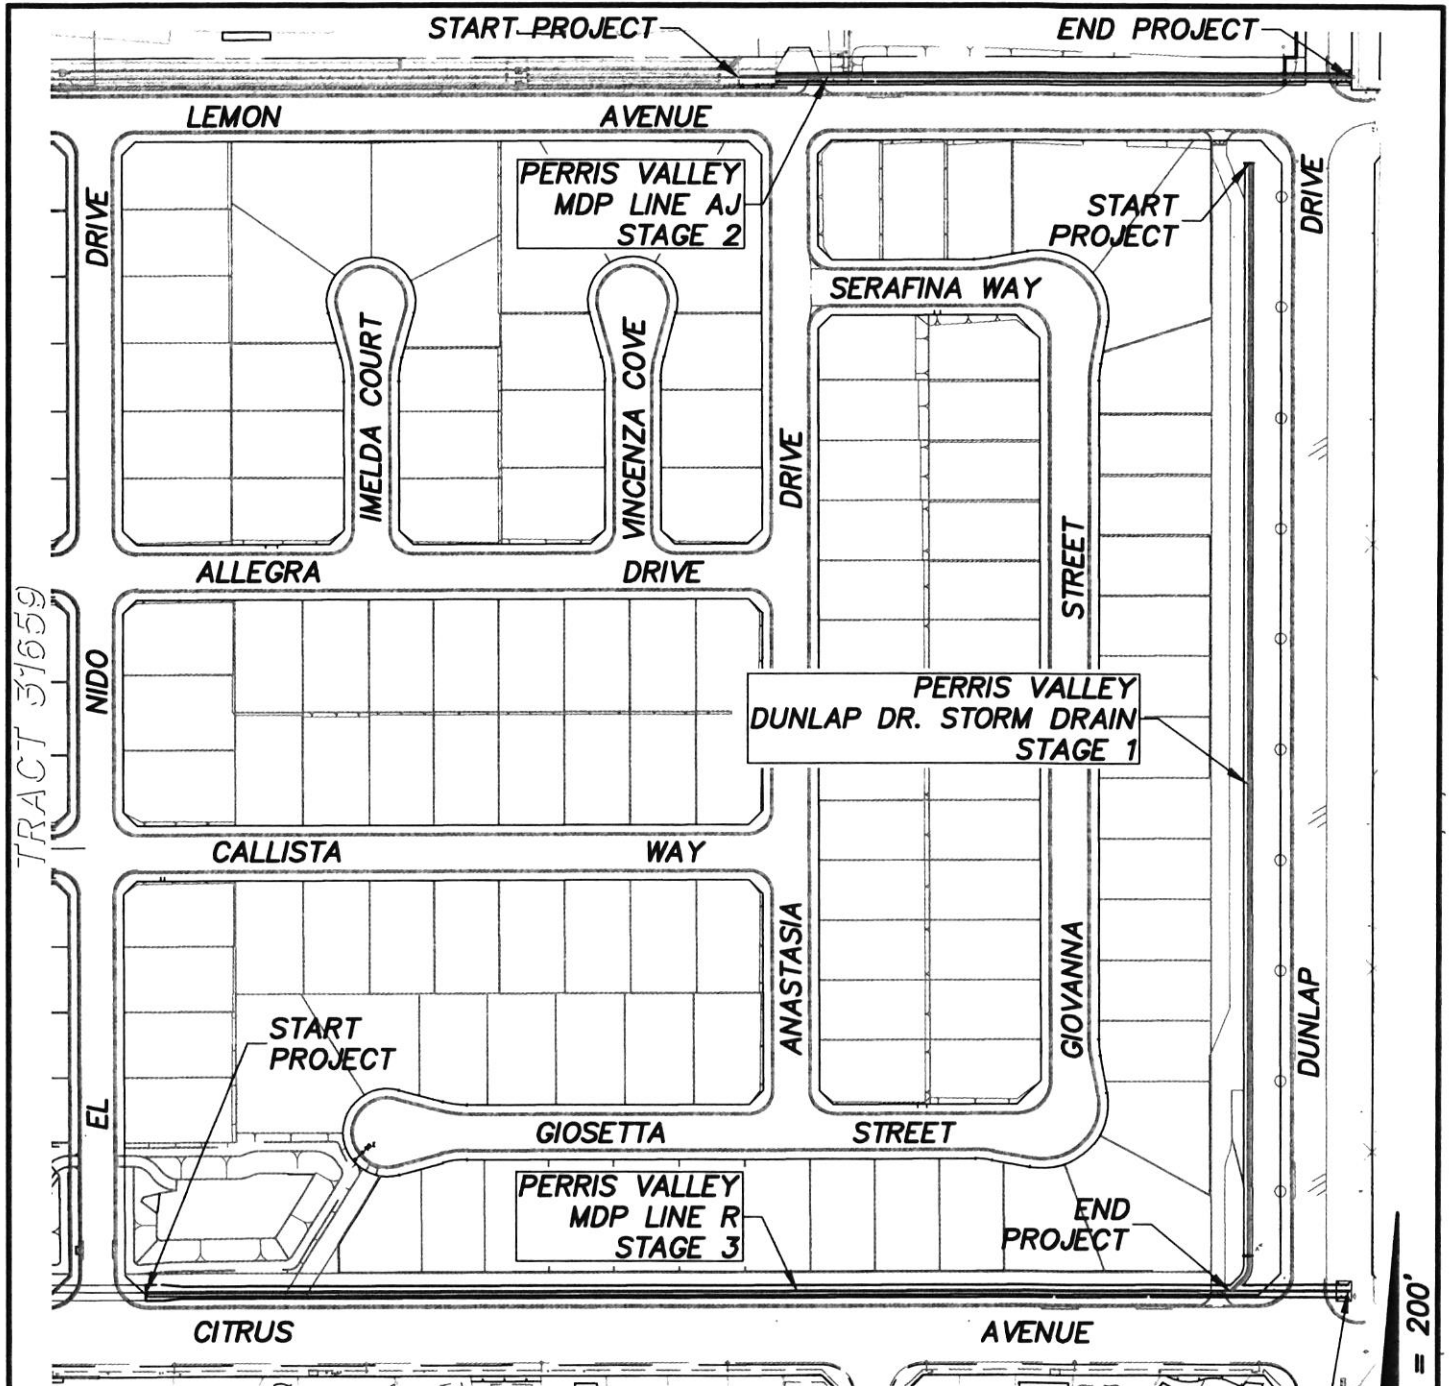 START PROJECT
END PROJECT
LEMON AVENUE
PERRIS VALLEY
MDP LINE AJ
STAGE 2
START
PROJECT
DRIVE
DRIVE
SERAFINA WAY
IMELDA COURT
VINCENZA COVE
DRIVE
STREET
ALLEGRA DRIVE
TRACT 31659
NIDO
PERRIS VALLEY
DUNLAP DR. STORM DRAIN
STAGE 1
CALLISTA WAY
ANASTASIA
GIOVANNA
DUNLAP
START
PROJECT
EL
GIOSETTA STREET
PERRIS VALLEY
MDP LINE R
STAGE 3
END
PROJECT
CITRUS AVENUE
= 200'